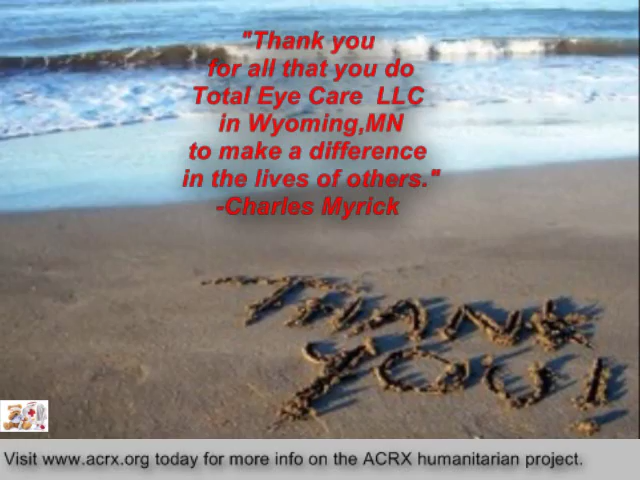 "Thank you
for all that you do
Total Eye Care  LLC
in Wyoming,MN
to make a difference
in the lives of others."
-Charles Myrick
THANK
YOU!
Visit www.acrx.org today for more info on the ACRX humanitarian project.